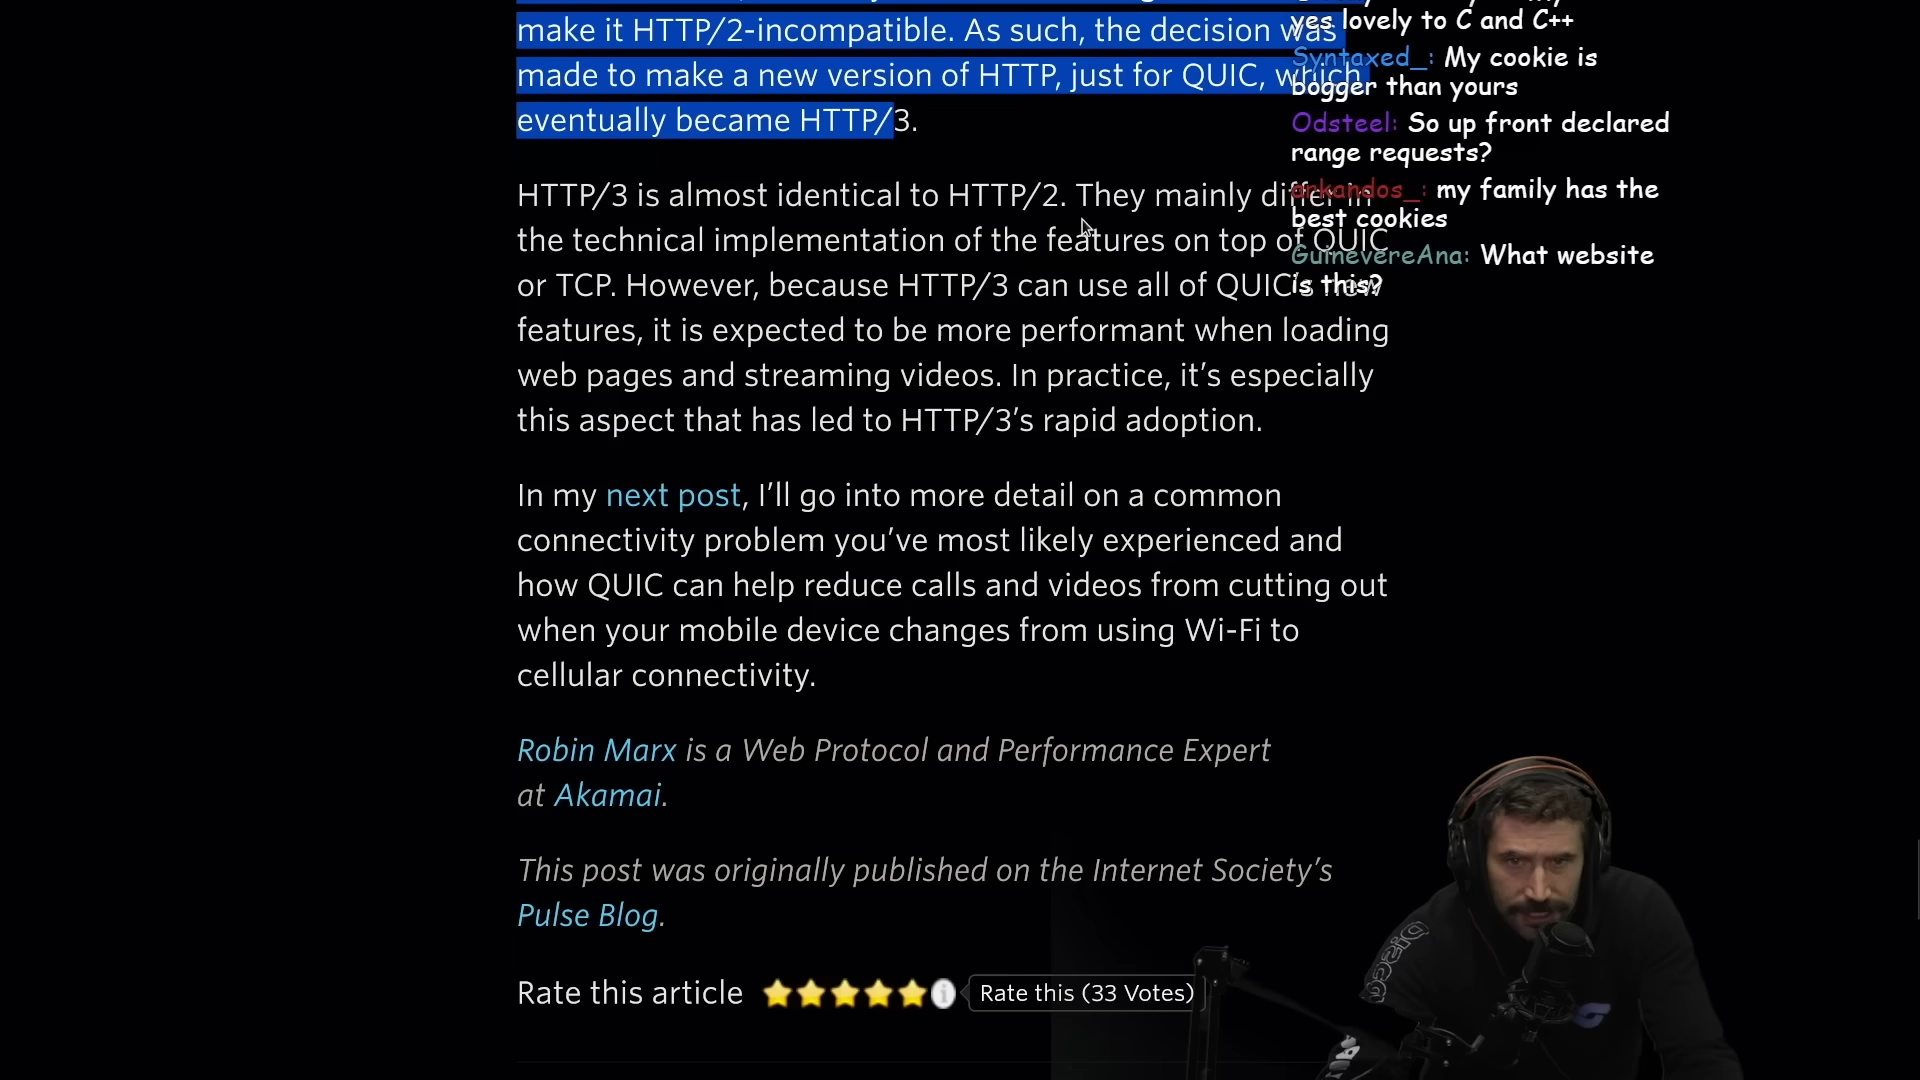 make it HTTP/2-incompatible. As such, the decision was
made to make a new version of HTTP, just for QUIC, which
eventually became HTTP/3.
HTTP/3 is almost identical to HTTP/2. They mainly differ in
the technical implementation of the features on top of QUIC
or TCP. However, because HTTP/3 can use all of QUIC's new
features, it is expected to be more performant when loading
web pages and streaming videos. In practice, it’s especially
this aspect that has led to HTTP/3’s rapid adoption.
In my next post, I’ll go into more detail on a common
connectivity problem you’ve most likely experienced and
how QUIC can help reduce calls and videos from cutting out
when your mobile device changes from using Wi-Fi to
cellular connectivity.
Robin Marx is a Web Protocol and Performance Expert
at Akamai.
This post was originally published on the Internet Society’s
Pulse Blog.
Rate this article
Rate this (33 Votes)
yes lovely to C and C++
Syntaxed_: My cookie is
bogger than yours
Odsteel: So up front declared
range requests?
arkandos_: my family has the
best cookies
GuinevereAna: What website
is this?